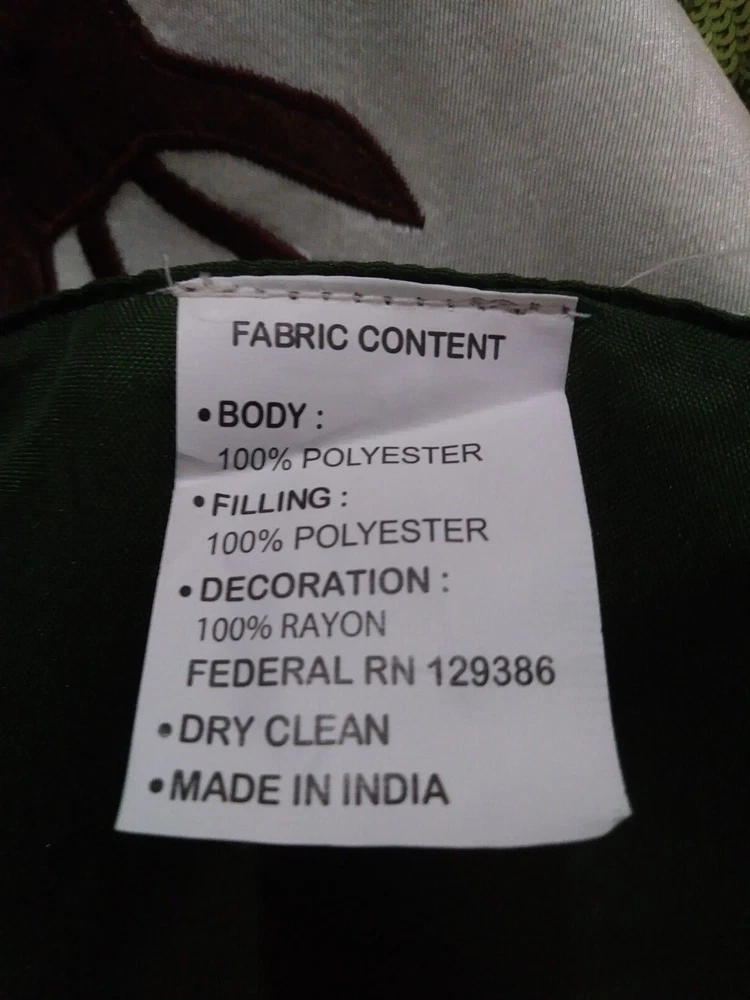 FABRIC CONTENT
•BODY :
100% POLYESTER
•FILLING :
100% POLYESTER
•DECORATION :
100% RAYON
FEDERAL RN 129386
•DRY CLEAN
•MADE IN INDIA